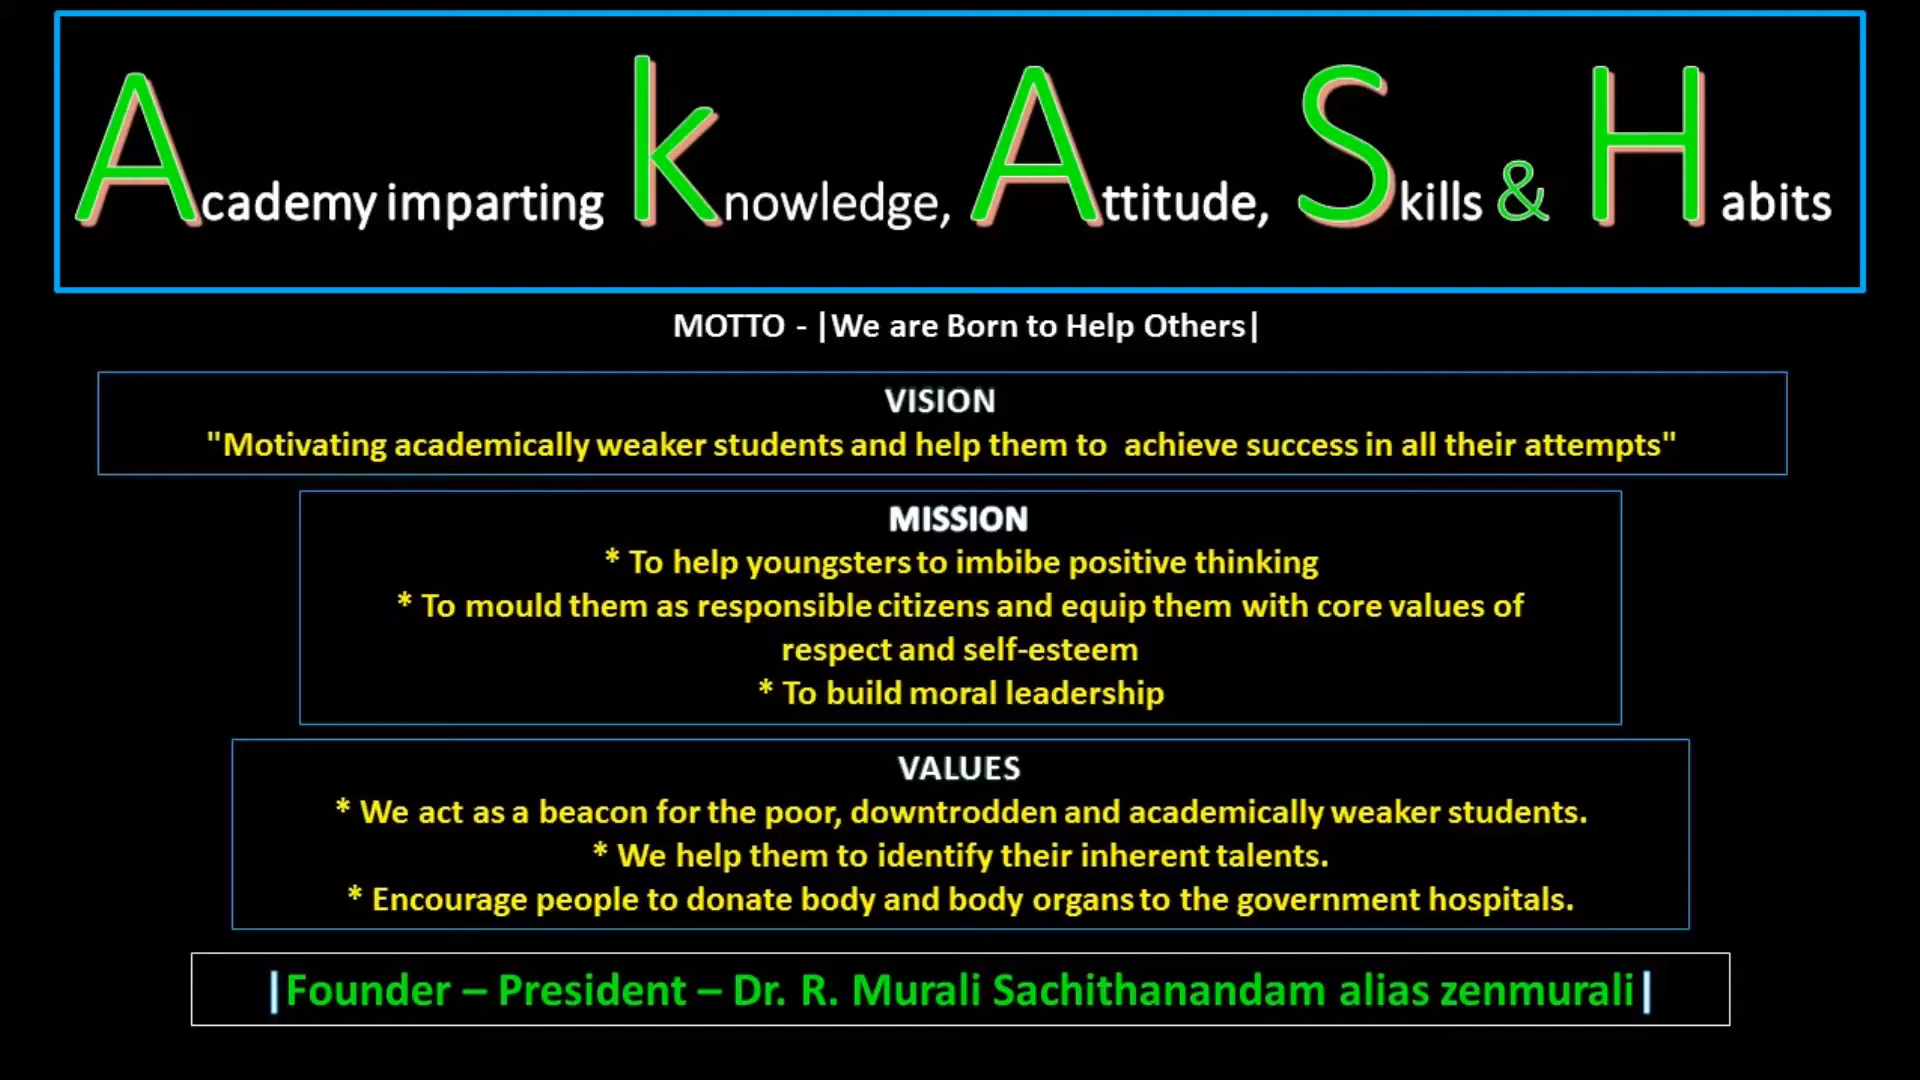 Academy imparting knowledge, Attitude, Skills & Habits
MOTTO - |We are Born to Help Others|
VISION
"Motivating academically weaker students and help them to achieve success in all their attempts"
MISSION
* To help youngsters to imbibe positive thinking
* To mould them as responsible citizens and equip them with core values of
respect and self-esteem
* To build moral leadership
VALUES
* We act as a beacon for the poor, downtrodden and academically weaker students.
* We help them to identify their inherent talents.
* Encourage people to donate body and body organs to the government hospitals.
|Founder – President – Dr. R. Murali Sachithanandam alias zenmurali|